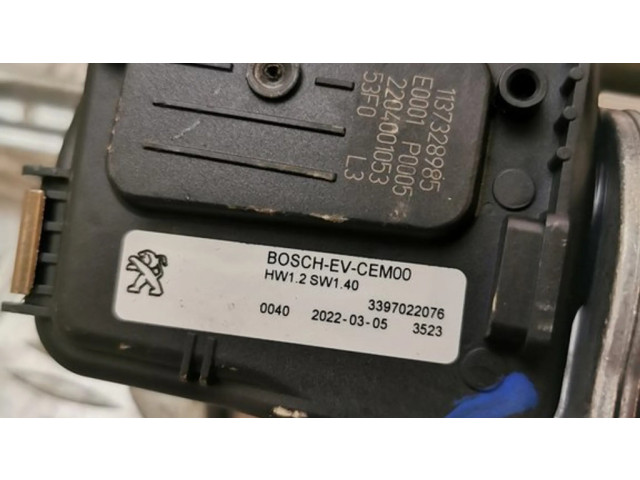 1137328985
E0001 P0005
2204001053
53F0 L3
BOSCH-EV-CEM00
HW1.2 SW1.40
3397022076
0040 2022-03-05 3523